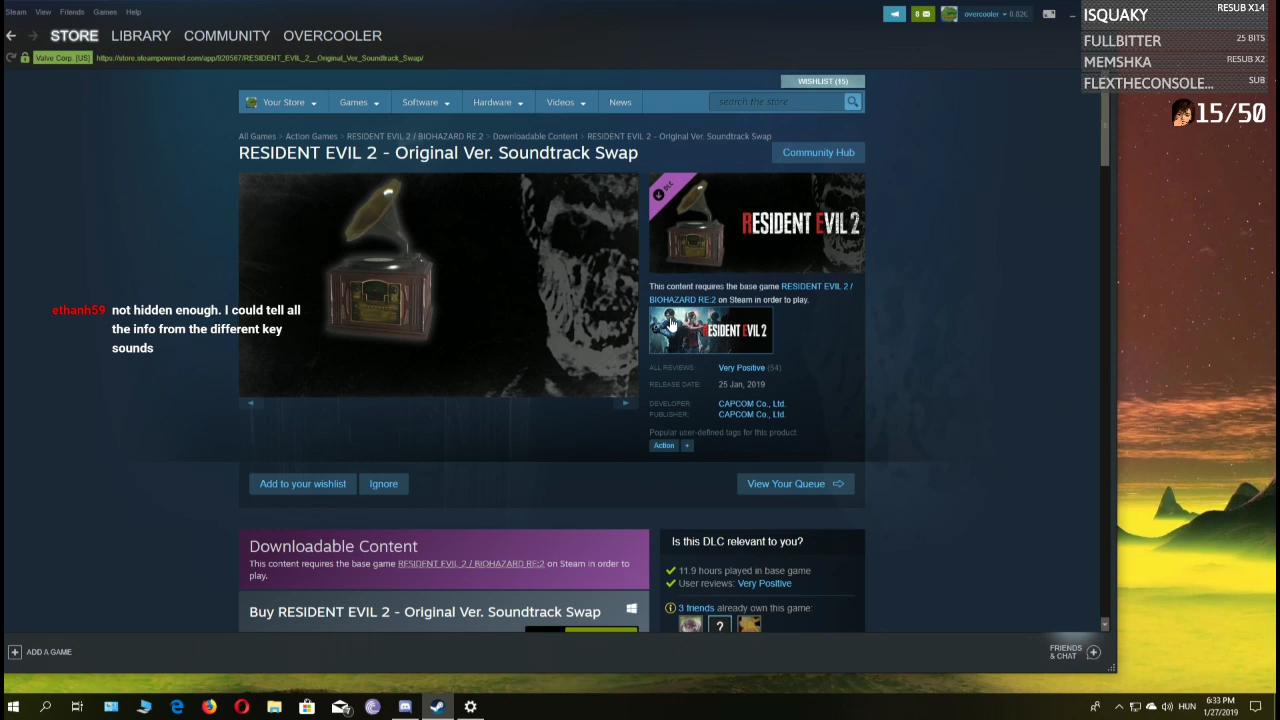 Steam View Friends Games Help
8
overcooler
8.82€
STORE LIBRARY COMMUNITY OVERCOOLER
Valve Corp. [US] https://store.steampowered.com/app/920567/RESIDENT_EVIL_2__Original_Ver_Soundtrack_Swap/
ISQUAKY RESUB X14
FULLBITTER 25 BITS
MEMSHKA RESUB X2
FLEXTHECONSOLE... SUB
15/50
WISHLIST (15)
Your Store Games Software Hardware Videos News search the store
All Games > Action Games > RESIDENT EVIL 2 / BIOHAZARD RE:2 > Downloadable Content > RESIDENT EVIL 2 - Original Ver. Soundtrack Swap
RESIDENT EVIL 2 - Original Ver. Soundtrack Swap
Community Hub
DLC
RESIDENT EVIL 2
This content requires the base game RESIDENT EVIL 2 /
BIOHAZARD RE:2 on Steam in order to play.
RESIDENT EVIL 2
ethanh59 not hidden enough. I could tell all
the info from the different key
sounds
ALL REVIEWS: Very Positive (54)
RELEASE DATE: 25 Jan, 2019
DEVELOPER: CAPCOM Co., Ltd.
PUBLISHER: CAPCOM Co., Ltd.
Popular user-defined tags for this product:
Action +
Add to your wishlist Ignore
View Your Queue
Downloadable Content
This content requires the base game RESIDENT EVIL 2 / BIOHAZARD RE:2 on Steam in order to
play.
Buy RESIDENT EVIL 2 - Original Ver. Soundtrack Swap
Is this DLC relevant to you?
11.9 hours played in base game
User reviews: Very Positive
3 friends already own this game:
?
ADD A GAME
FRIENDS
& CHAT
HUN
6:33 PM
1/27/2019